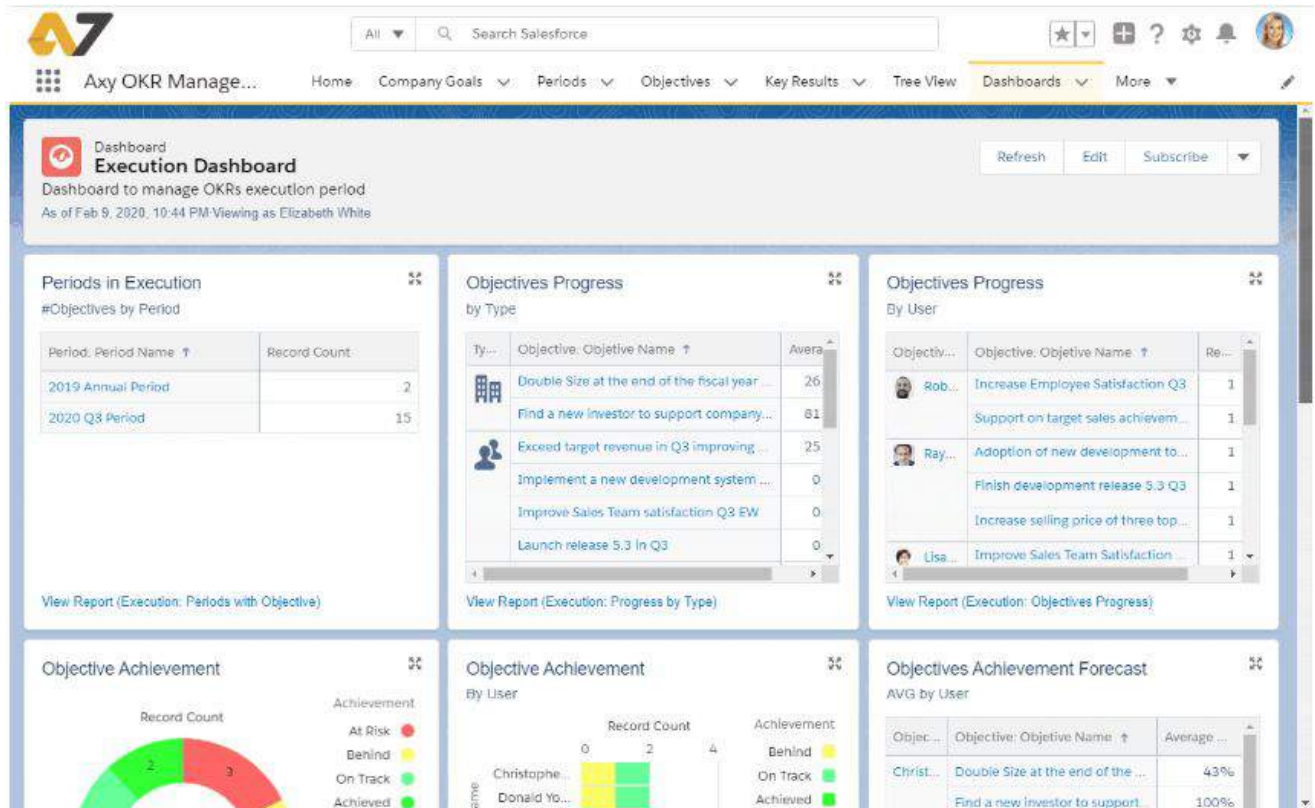 A7
All
Search Salesforce
Axy OKR Manage...
Home
Company Goals
Periods
Objectives
Key Results
Tree View
Dashboards
More
Dashboard
Execution Dashboard
Dashboard to manage OKRs execution period
As of Feb 9, 2020, 10:44 PM·Viewing as Elizabeth White
Refresh
Edit
Subscribe
Periods in Execution
#Objectives by Period
Period: Period Name ↑ Record Count
2019 Annual Period 2
2020 Q3 Period 15
View Report (Execution: Periods with Objective)
Objectives Progress
by Type
Ty... Objective: Objetive Name ↑ Avera
Double Size at the end of the fiscal year ... 26
Find a new investor to support company... 81
Exceed target revenue in Q3 improving ... 25
Implement a new development system ... 0
Improve Sales Team satisfaction Q3 EW 0
Launch release 5.3 in Q3 0
View Report (Execution: Progress by Type)
Objectives Progress
By User
Objectiv... Objective: Objetive Name ↑ Re...
Rob... Increase Employee Satisfaction Q3 1
Support on target sales achievem... 1
Ray... Adoption of new development to... 1
Finish development release 5.3 Q3 1
Increase selling price of three top... 1
Lisa... Improve Sales Team Satisfaction ... 1
View Report (Execution: Objectives Progress)
Objective Achievement
Record Count
Achievement
At Risk
Behind
On Track
Achieved
2
3
Objective Achievement
By User
Record Count
0 2 4
Christophe...
Donald Yo...
ame
Achievement
Behind
On Track
Achieved
Objectives Achievement Forecast
AVG by User
Objec... Objective: Objetive Name ↑ Average ...
Christ... Double Size at the end of the ... 43%
Find a new investor to support... 100%